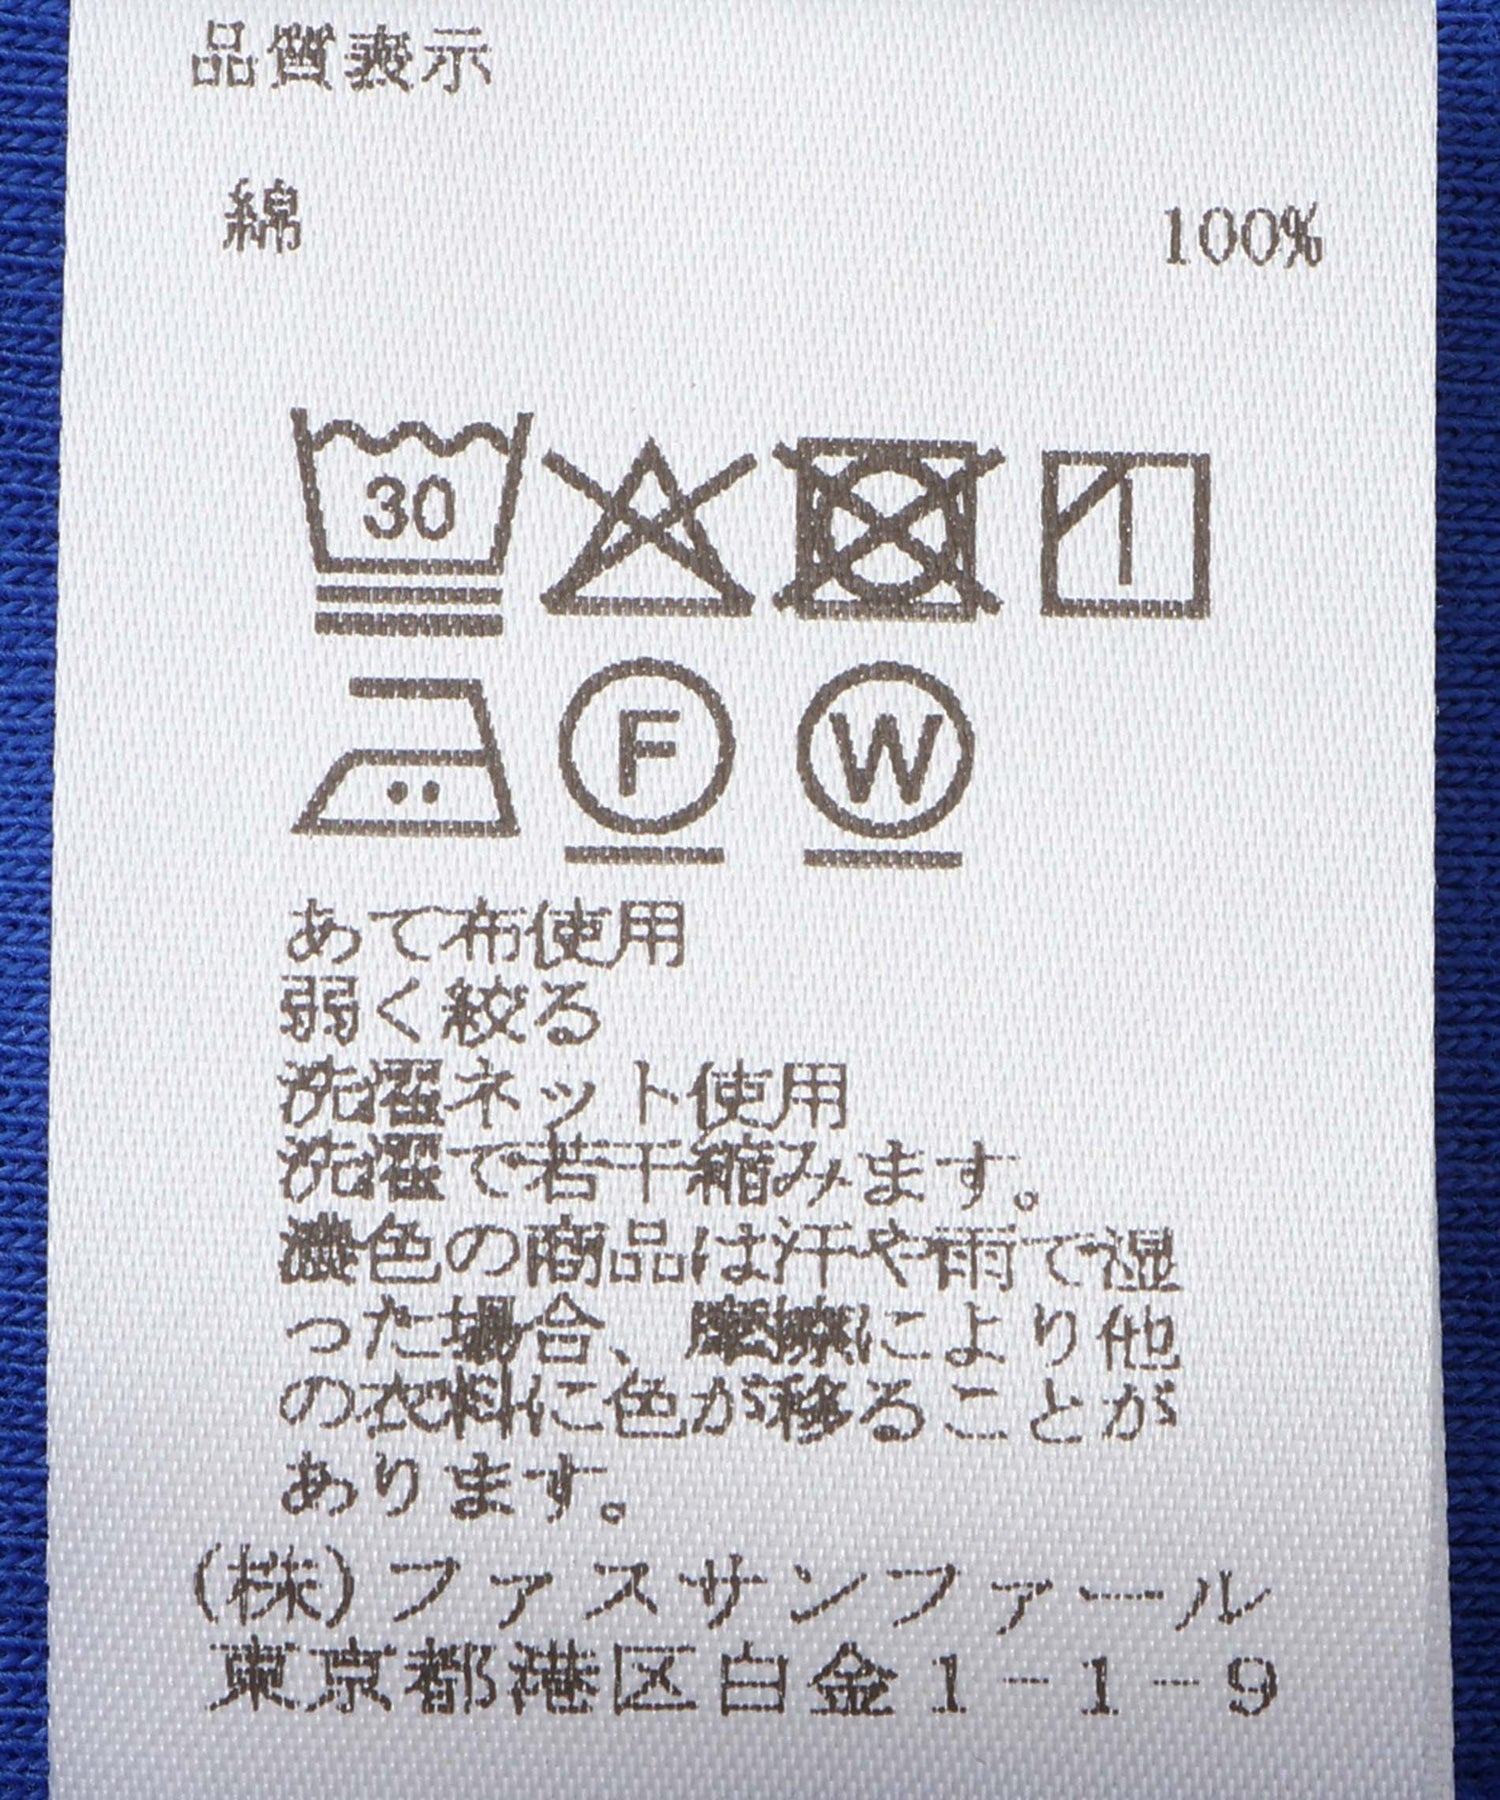 品質表示
綿 100%
30
F W
あて布使用
弱く絞る
洗濯ネット使用
洗濯で若干縮みます。
濃色の商品は汗や雨で湿
った場合、摩擦により他
の衣料に色が移ることが
あります。
(株)ファスサンファール
東京都港区白金1-1-9